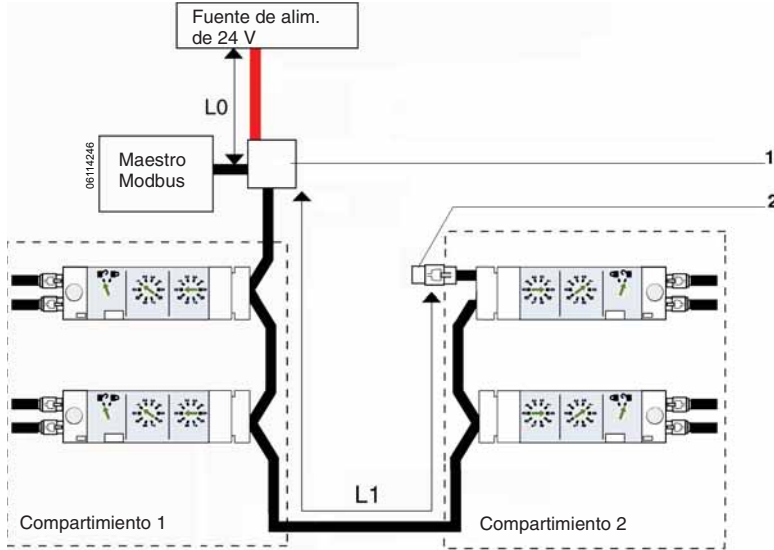 Fuente de alim.
de 24 V
L0
06114246
Maestro
Modbus
1
2
L1
Compartimiento 1
Compartimiento 2